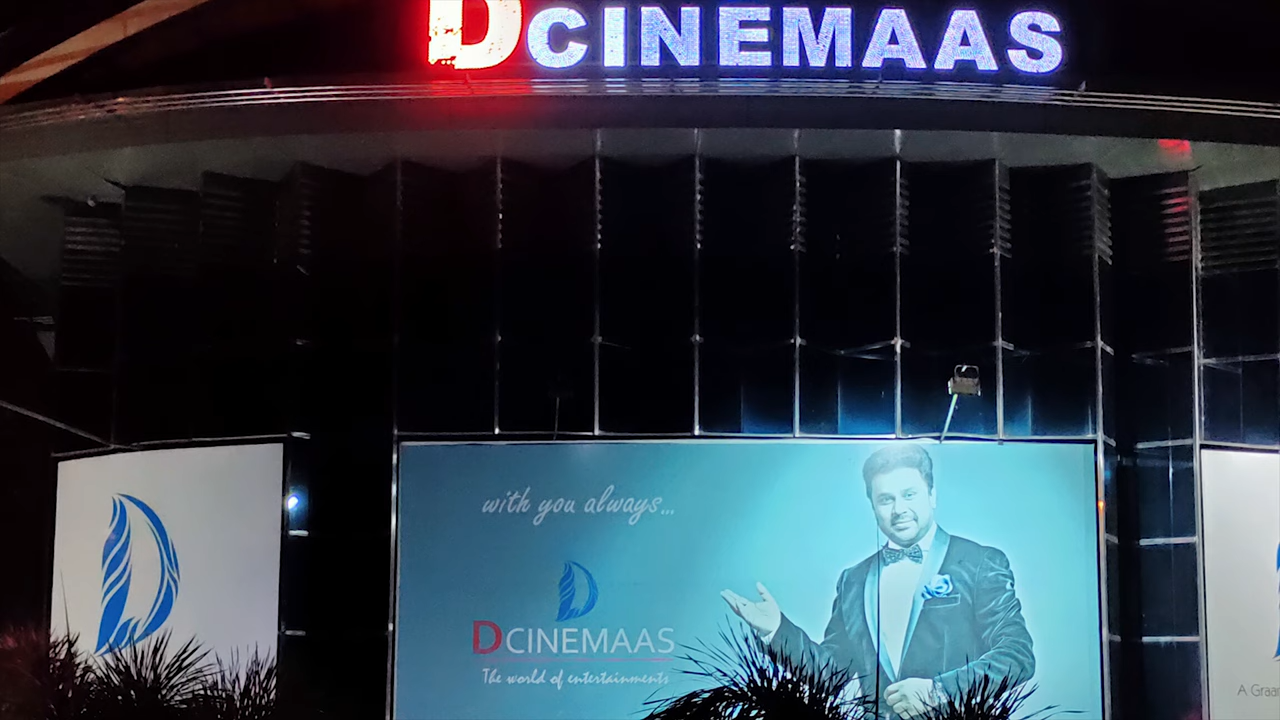 DCINEMAAS
with you always...
DCINEMAAS
The world of entertainments
A